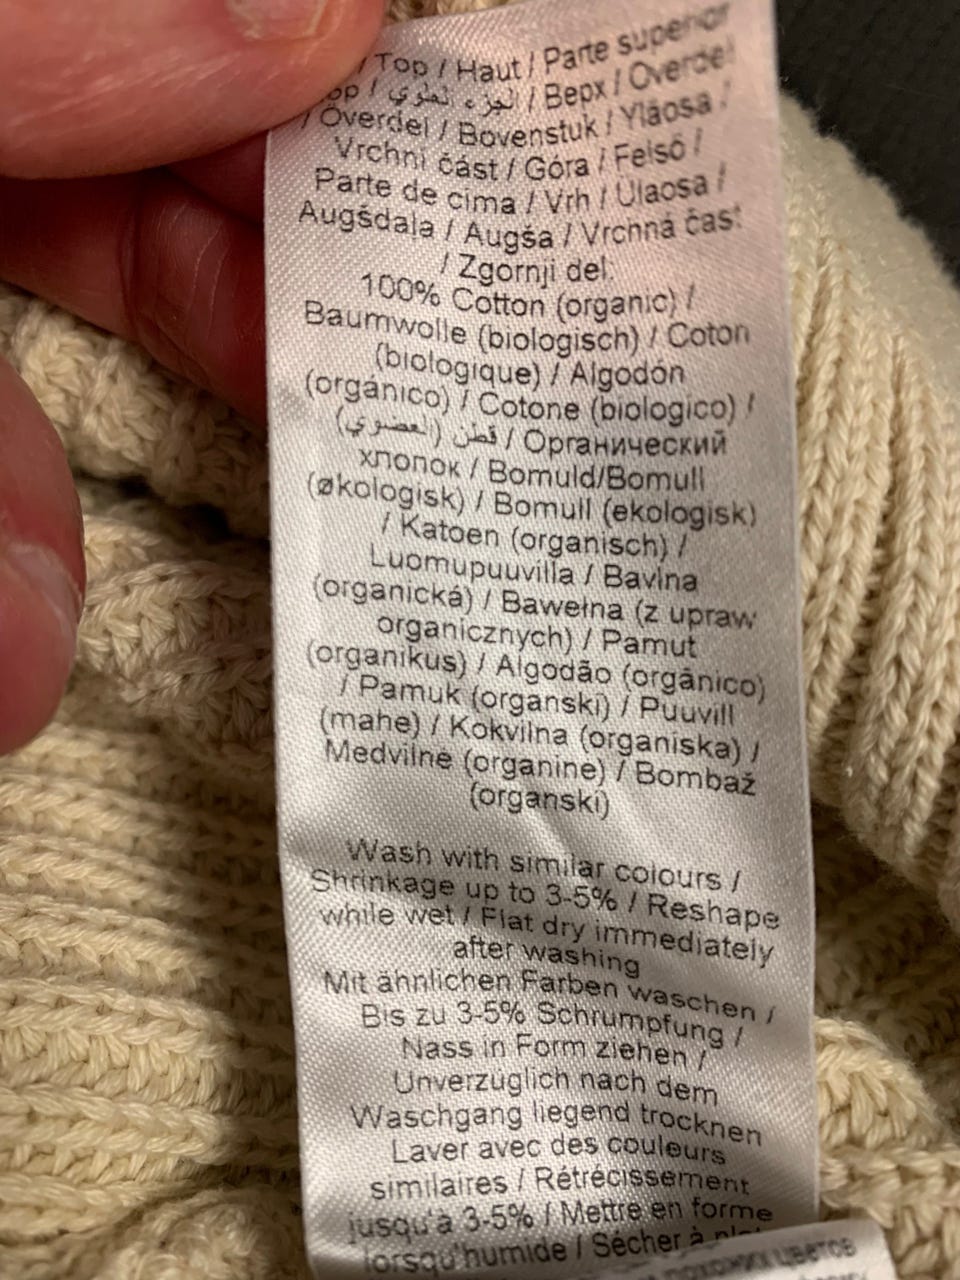 / Top / Haut / Parte superior
/ الجزء العلوي / Верх / Overdel
/ Överdel / Bovenstuk / Yläosa /
Vrchní část / Góra / Felső /
Parte de cima / Vrh / Ülaosa /
Augšdaļa / Augša / Vrchná časť
/ Zgornji del:
100% Cotton (organic) /
Baumwolle (biologisch) / Coton
(biologique) / Algodón
(orgánico) / Cotone (biologico) /
قطن (العضوي) / Органический
хлопок / Bomuld/Bomull
(økologisk) / Bomull (ekologisk)
/ Katoen (organisch) /
Luomupuuvilla / Bavlna
(organická) / Bawełna (z upraw
organicznych) / Pamut
(organikus) / Algodão (orgânico)
/ Pamuk (organski) / Puuvill
(mahe) / Kokvilna (organiska) /
Medvilnė (organinė) / Bombaž
(organski)
Wash with similar colours /
Shrinkage up to 3-5% / Reshape
while wet / Flat dry immediately
after washing
Mit ähnlichen Farben waschen /
Bis zu 3-5% Schrumpfung /
Nass in Form ziehen /
Unverzüglich nach dem
Waschgang liegend trocknen
Laver avec des couleurs
similaires / Rétrécissement
jusqu'à 3-5% / Mettre en forme
lorsqu'humide / Sécher à plat
похожих цветов